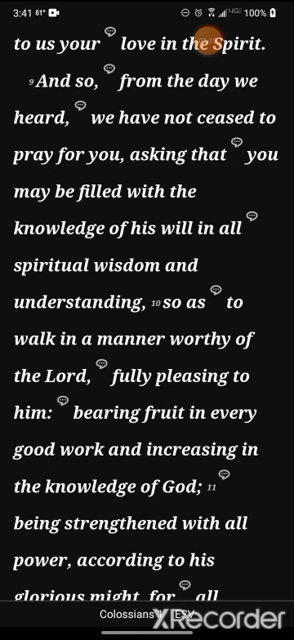 3:41 61°
100%
to us your love in the Spirit.
9 And so, from the day we
heard, we have not ceased to
pray for you, asking that you
may be filled with the
knowledge of his will in all
spiritual wisdom and
understanding, 10 so as to
walk in a manner worthy of
the Lord, fully pleasing to
him: bearing fruit in every
good work and increasing in
the knowledge of God; 11
being strengthened with all
power, according to his
glorious might, for all
Colossians ESV
XRecorder